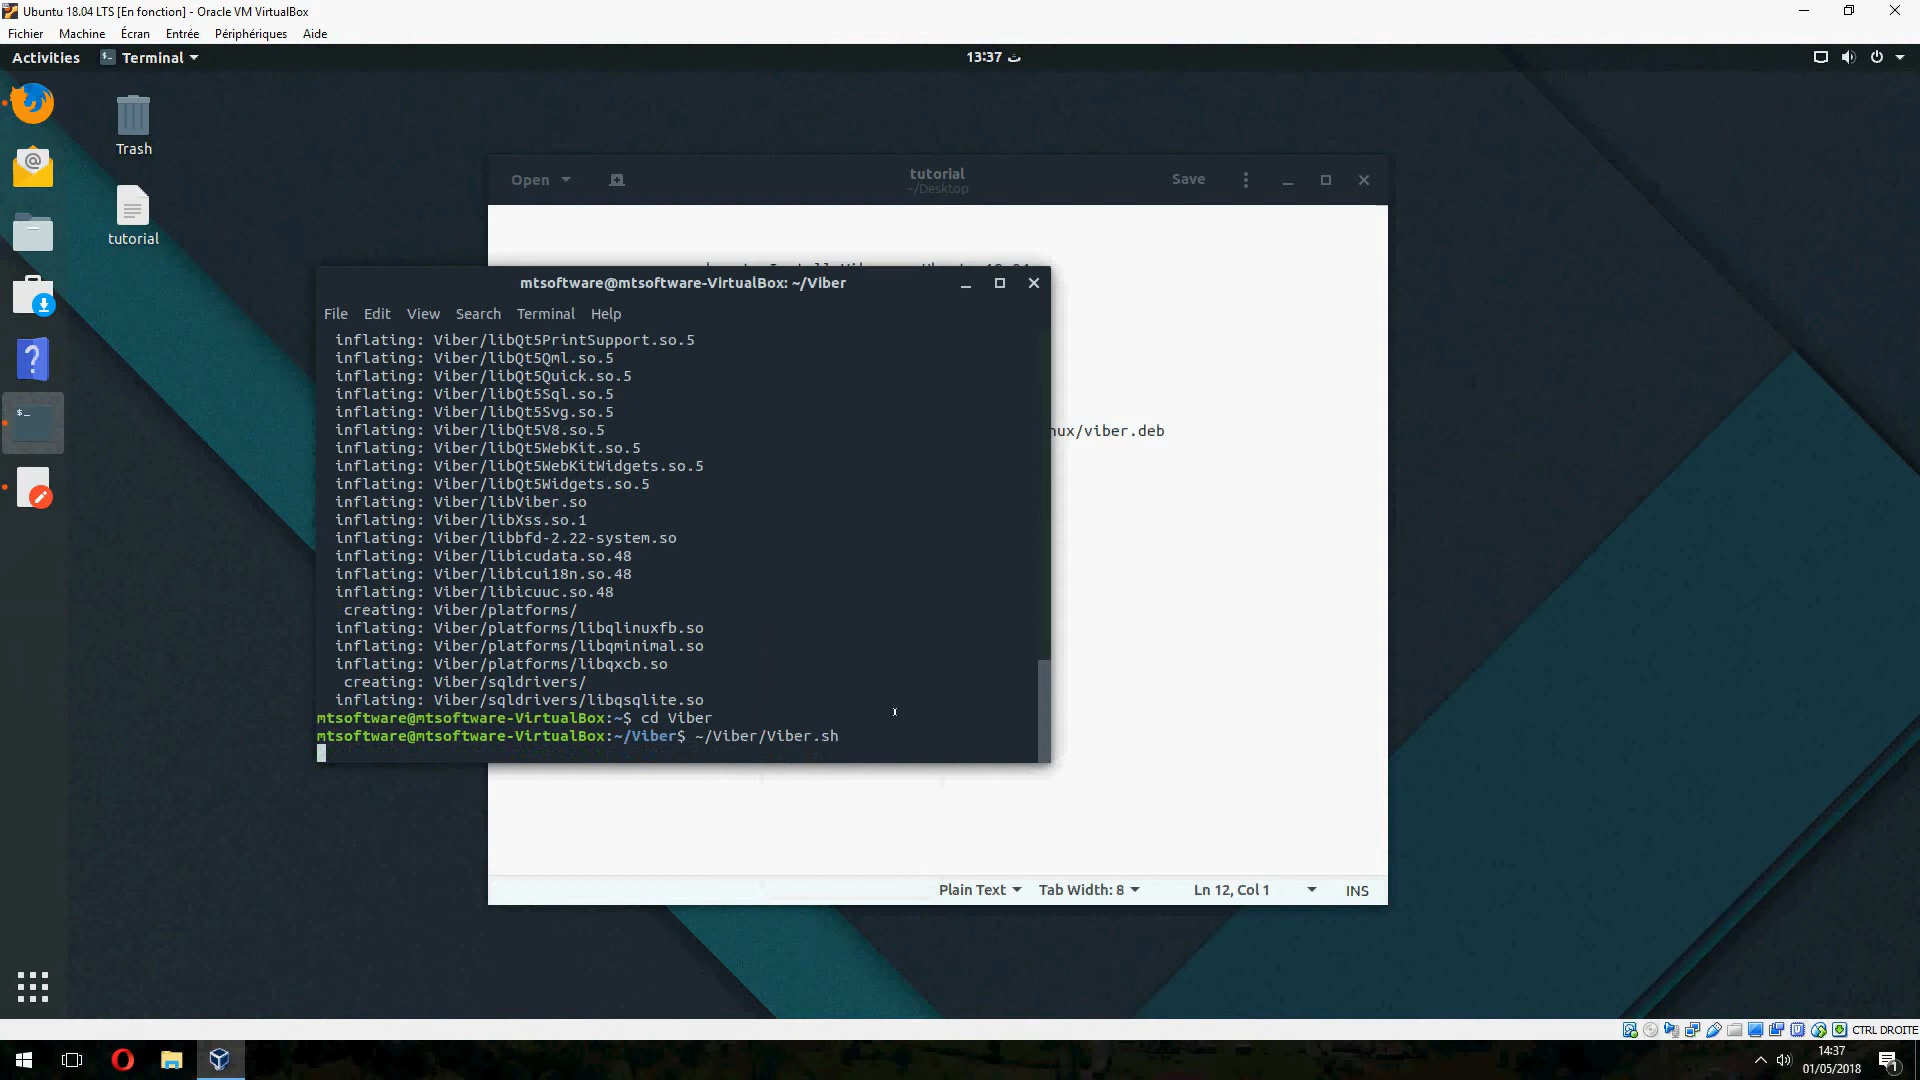 Ubuntu 18.04 LTS [En fonction] - Oracle VM VirtualBox
Fichier Machine Écran Entrée Périphériques Aide
Activities Terminal 13:37 ث
Trash
tutorial
Open tutorial Save
~/Desktop
mtsoftware@mtsoftware-VirtualBox: ~/Viber
File Edit View Search Terminal Help
inflating: Viber/libQt5PrintSupport.so.5
inflating: Viber/libQt5Qml.so.5
inflating: Viber/libQt5Quick.so.5
inflating: Viber/libQt5Sql.so.5
inflating: Viber/libQt5Svg.so.5
inflating: Viber/libQt5V8.so.5
nux/viber.deb
inflating: Viber/libQt5WebKit.so.5
inflating: Viber/libQt5WebKitWidgets.so.5
inflating: Viber/libQt5Widgets.so.5
inflating: Viber/libViber.so
inflating: Viber/libXss.so.1
inflating: Viber/libbfd-2.22-system.so
inflating: Viber/libicudata.so.48
inflating: Viber/libicui18n.so.48
inflating: Viber/libicuuc.so.48
creating: Viber/platforms/
inflating: Viber/platforms/libqlinuxfb.so
inflating: Viber/platforms/libqminimal.so
inflating: Viber/platforms/libqxcb.so
creating: Viber/sqldrivers/
inflating: Viber/sqldrivers/libqsqlite.so
mtsoftware@mtsoftware-VirtualBox:~$ cd Viber
mtsoftware@mtsoftware-VirtualBox:~/Viber$ ~/Viber/Viber.sh
Plain Text Tab Width: 8 Ln 12, Col 1 INS
CTRL DROITE
14:37
01/05/2018
1